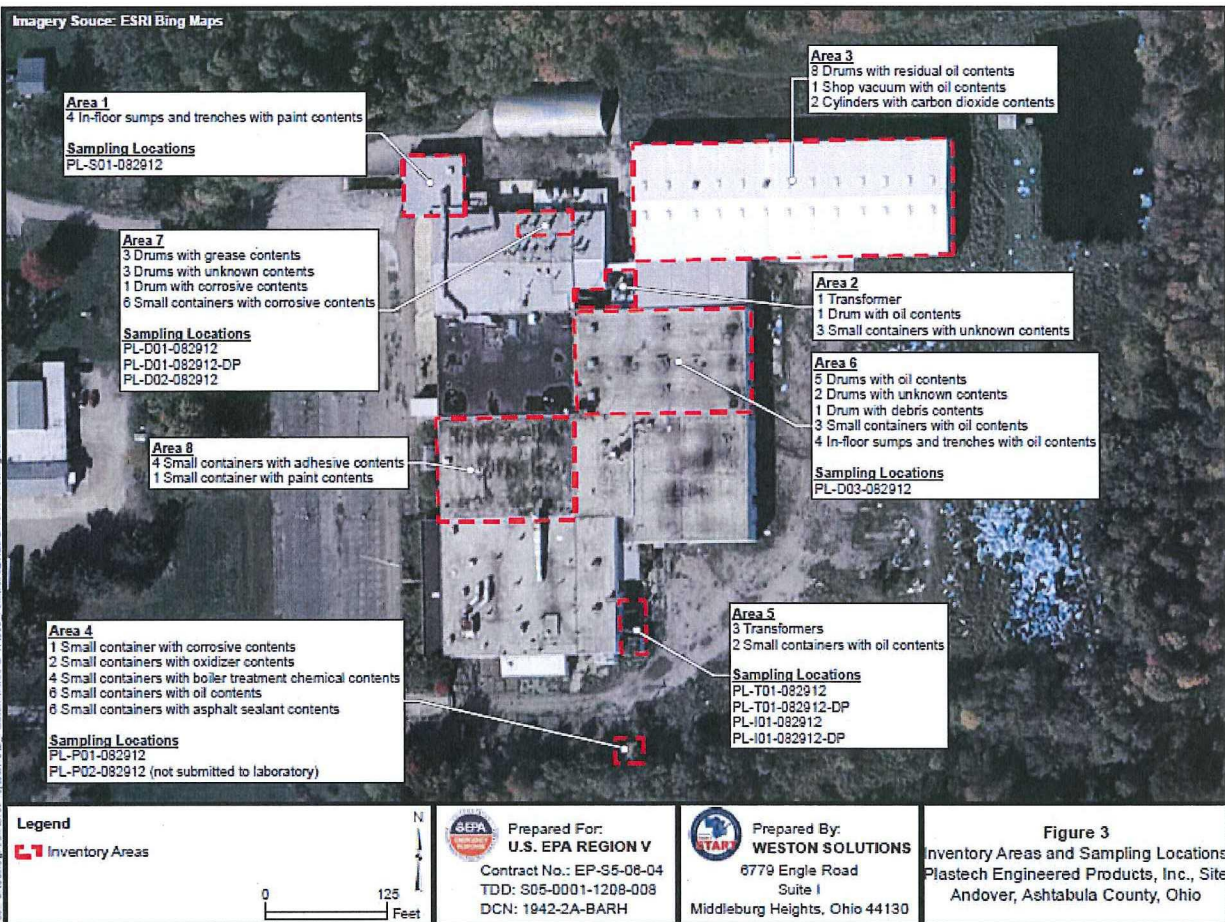 Imagery Souce: ESRI Bing Maps
Area 1
4 In-floor sumps and trenches with paint contents
Sampling Locations
PL-S01-082912
Area 3
8 Drums with residual oil contents
1 Shop vacuum with oil contents
2 Cylinders with carbon dioxide contents
Area 7
3 Drums with grease contents
3 Drums with unknown contents
1 Drum with corrosive contents
6 Small containers with corrosive contents
Sampling Locations
PL-D01-082912
PL-D01-082912-DP
PL-D02-082912
Area 2
1 Transformer
1 Drum with oil contents
3 Small containers with unknown contents
Area 6
5 Drums with oil contents
2 Drums with unknown contents
1 Drum with debris contents
3 Small containers with oil contents
4 In-floor sumps and trenches with oil contents
Sampling Locations
PL-D03-082912
Area 8
4 Small containers with adhesive contents
1 Small container with paint contents
Area 4
1 Small container with corrosive contents
2 Small containers with oxidizer contents
4 Small containers with boiler treatment chemical contents
6 Small containers with oil contents
6 Small containers with asphalt sealant contents
Sampling Locations
PL-P01-082912
PL-P02-082912 (not submitted to laboratory)
Area 5
3 Transformers
2 Small containers with oil contents
Sampling Locations
PL-T01-082912
PL-T01-082912-DP
PL-I01-082912
PL-I01-082912-DP
Legend
Inventory Areas
N
0 125
Feet
SEPA
EMERGENCY
RESPONSE
Prepared For:
U.S. EPA REGION V
Contract No.: EP-S5-06-04
TDD: S05-0001-1208-008
DCN: 1942-2A-BARH
START
Prepared By:
WESTON SOLUTIONS
6779 Engle Road
Suite I
Middleburg Heights, Ohio 44130
Figure 3
Inventory Areas and Sampling Locations
Plastech Engineered Products, Inc., Site
Andover, Ashtabula County, Ohio